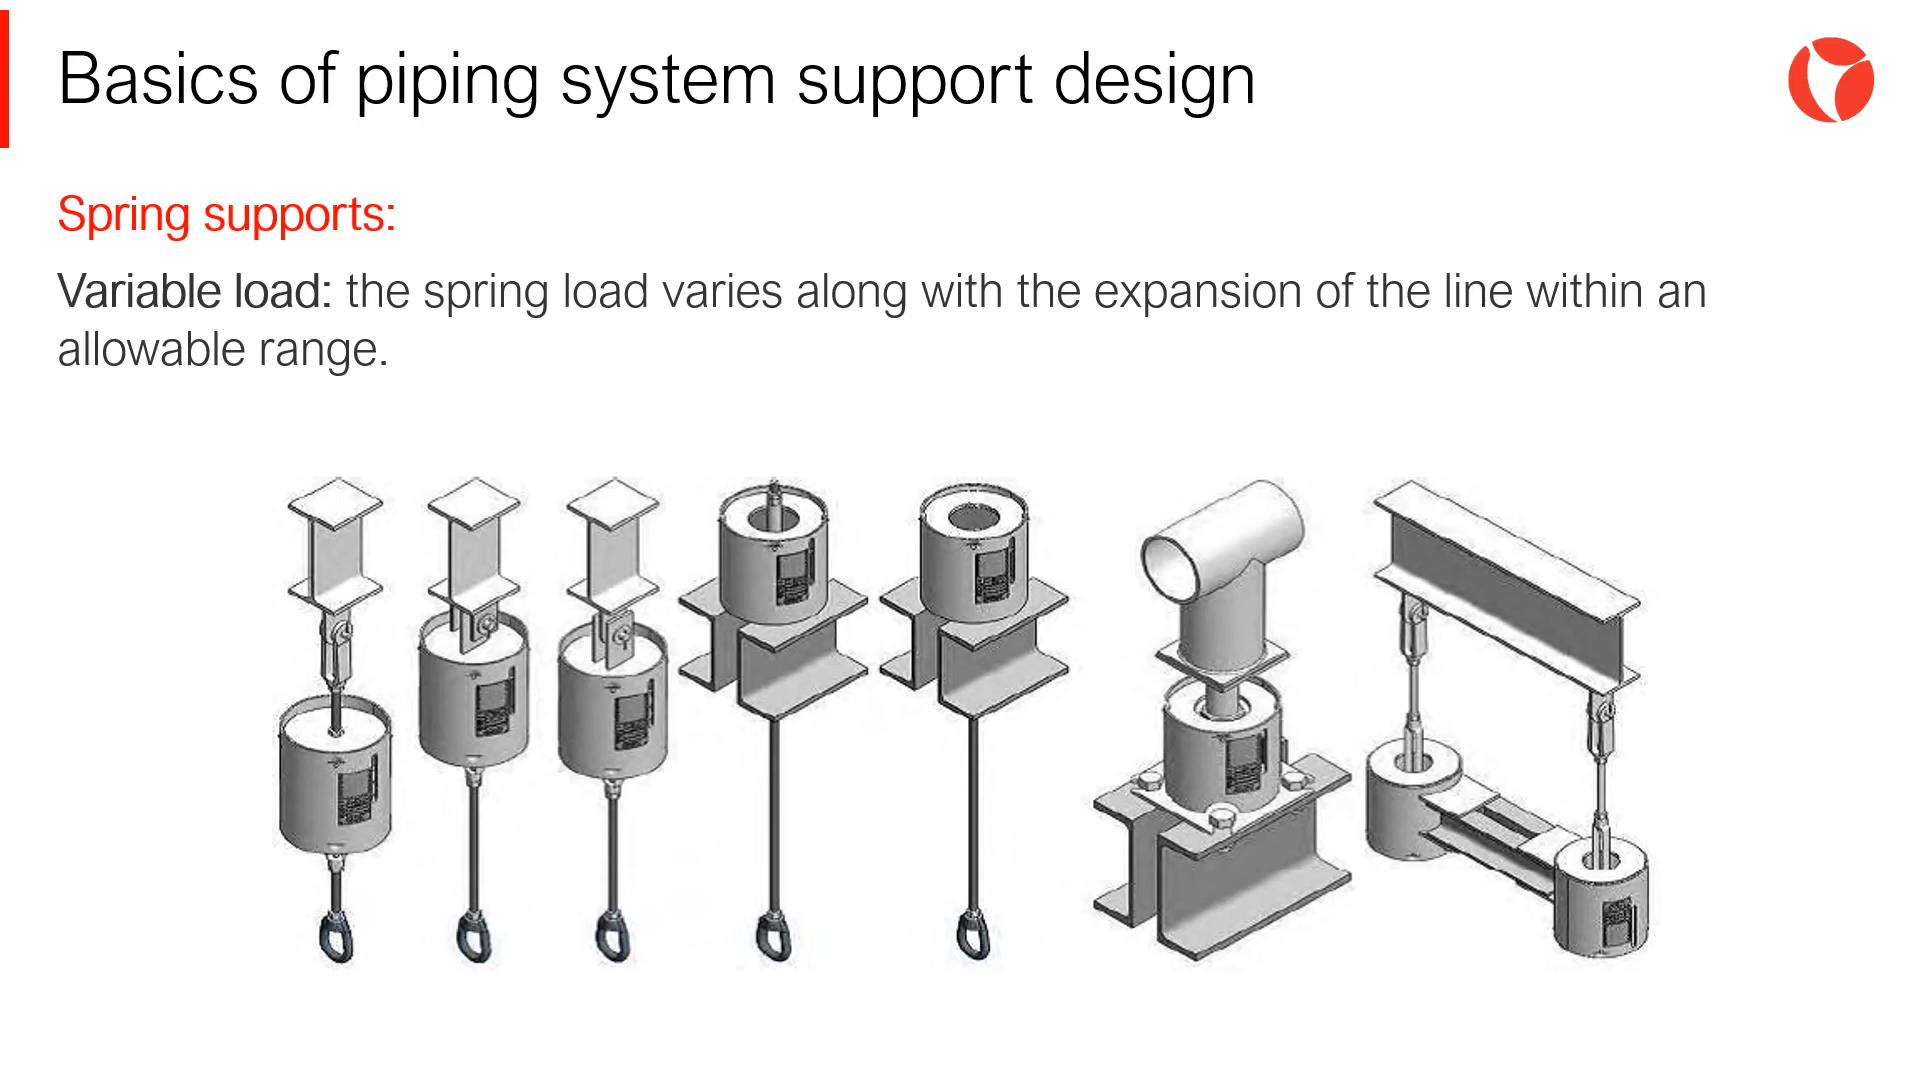 Basics of piping system support design
Spring supports:
Variable load: the spring load varies along with the expansion of the line within an
allowable range.